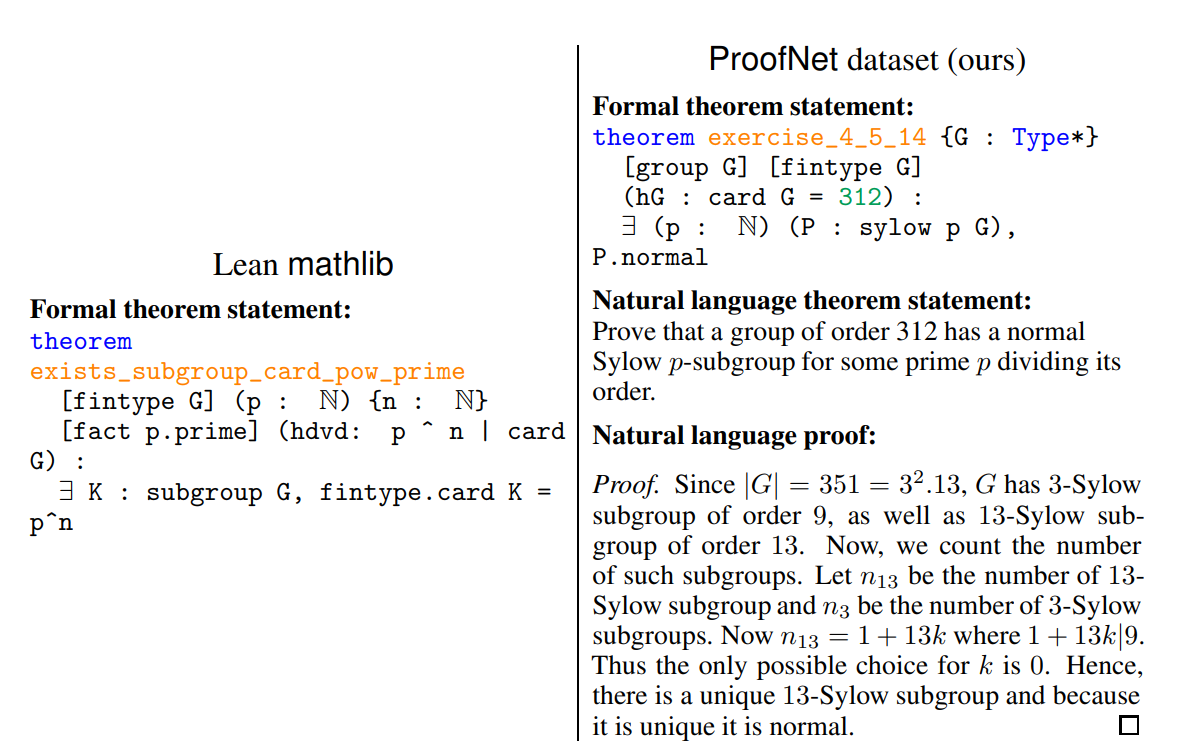 Lean mathlib
Formal theorem statement:
theorem
exists_subgroup_card_pow_prime
[fintype G] (p : ℕ) {n : ℕ}
[fact p.prime] (hdvd: p ^ n | card
G) :
∃ K : subgroup G, fintype.card K =
p^n
ProofNet dataset (ours)
Formal theorem statement:
theorem exercise_4_5_14 {G : Type*}
[group G] [fintype G]
(hG : card G = 312) :
∃ (p : ℕ) (P : sylow p G),
P.normal
Natural language theorem statement:
Prove that a group of order 312 has a normal
Sylow p-subgroup for some prime p dividing its
order.
Natural language proof:
Proof. Since |G| = 351 = 3².13, G has 3-Sylow
subgroup of order 9, as well as 13-Sylow sub-
group of order 13. Now, we count the number
of such subgroups. Let n₁₃ be the number of 13-
Sylow subgroup and n₃ be the number of 3-Sylow
subgroups. Now n₁₃ = 1 + 13k where 1 + 13k|9.
Thus the only possible choice for k is 0. Hence,
there is a unique 13-Sylow subgroup and because
it is unique it is normal. □